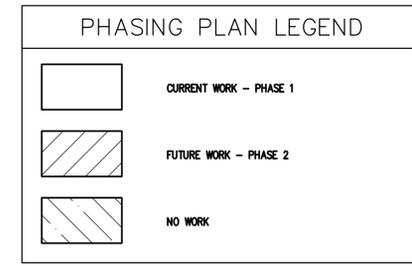 PHASING PLAN LEGEND
CURRENT WORK – PHASE 1
FUTURE WORK – PHASE 2
NO WORK